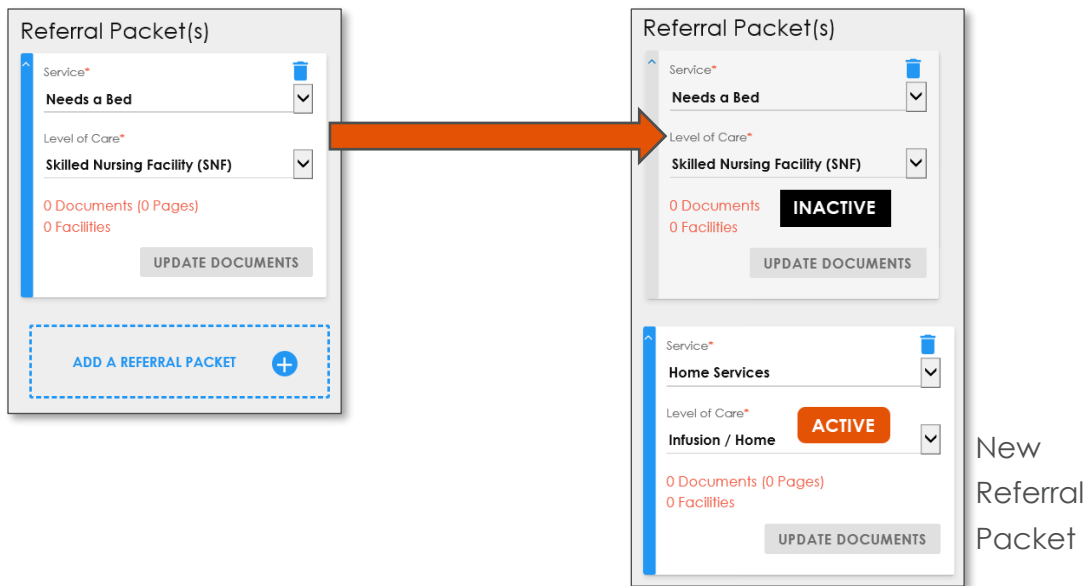 Referral Packet(s)
Service*
Needs a Bed
Level of Care*
Skilled Nursing Facility (SNF)
0 Documents (0 Pages)
0 Facilities
UPDATE DOCUMENTS
ADD A REFERRAL PACKET
Referral Packet(s)
Service*
Needs a Bed
Level of Care*
Skilled Nursing Facility (SNF)
0 Documents
INACTIVE
0 Facilities
UPDATE DOCUMENTS
Service*
Home Services
Level of Care*
ACTIVE
Infusion / Home
0 Documents (0 Pages)
0 Facilities
UPDATE DOCUMENTS
New
Referral
Packet